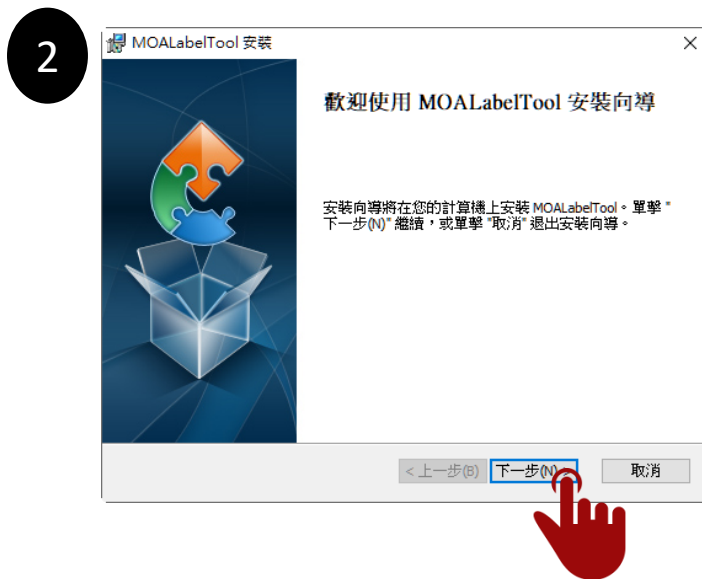 2
MOALabelTool 安裝
歡迎使用 MOALabelTool 安裝向導
安裝向導將在您的計算機上安裝 MOALabelTool。單擊 "
下一步(N)" 繼續，或單擊 "取消" 退出安裝向導。
< 上一步(B) 下一步(N) > 取消